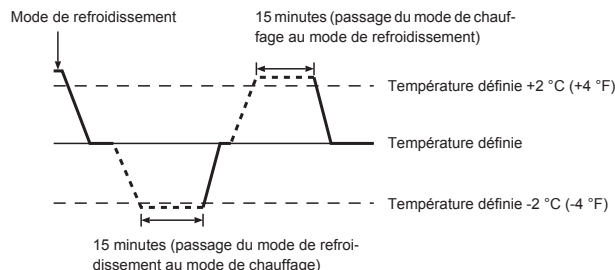 Mode de refroidissement
15 minutes (passage du mode de chauf-
fage au mode de refroidissement)
Température définie +2 °C (+4 °F)
Température définie
Température définie -2 °C (-4 °F)
15 minutes (passage du mode de refroi-
dissement au mode de chauffage)